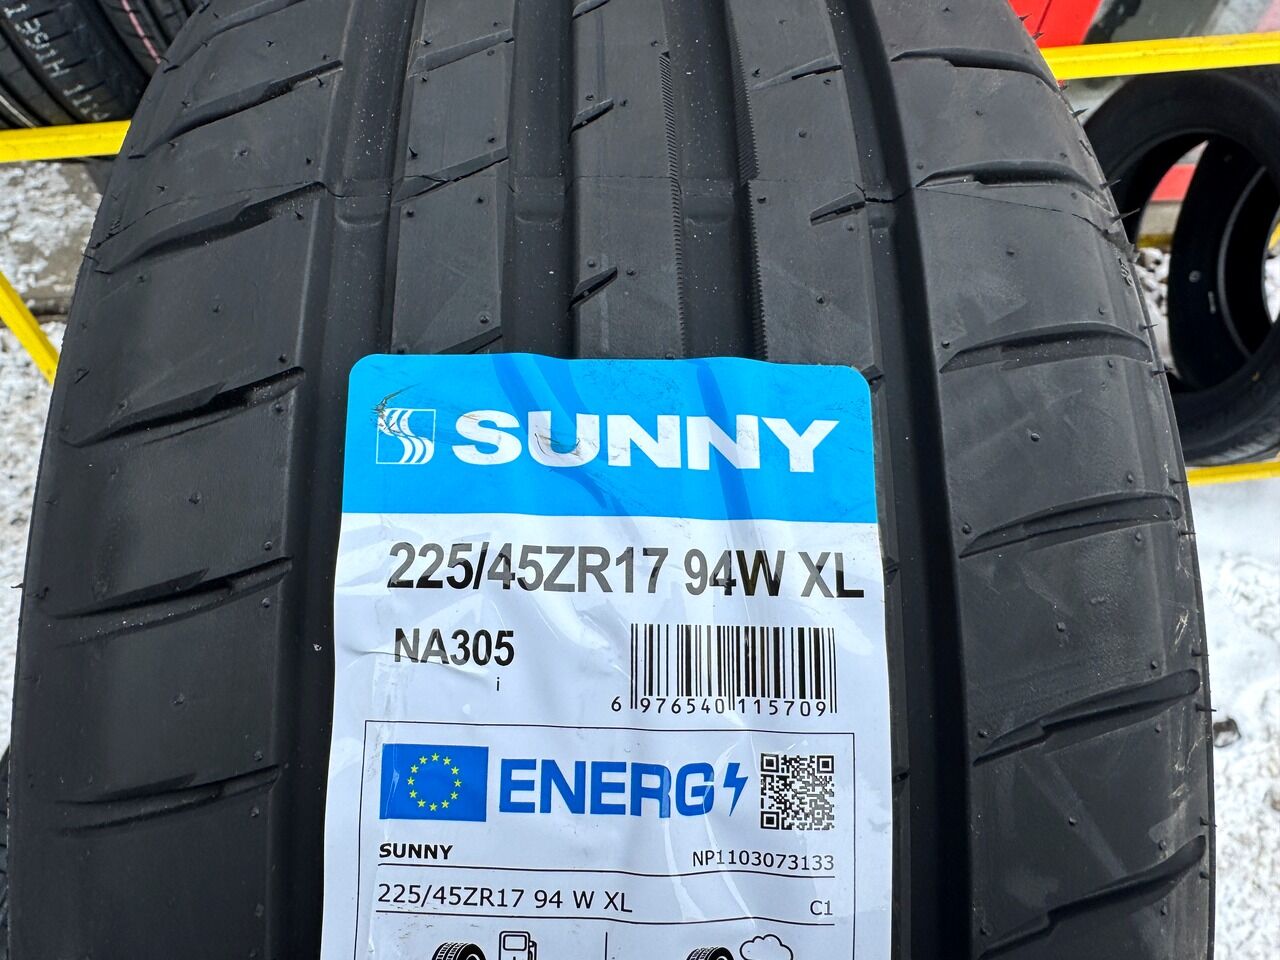 SUNNY
225/45ZR17 94W XL
NA305
i
6 976540 115709
ENERG
SUNNY
NP1103073133
225/45ZR17 94 W XL
C1